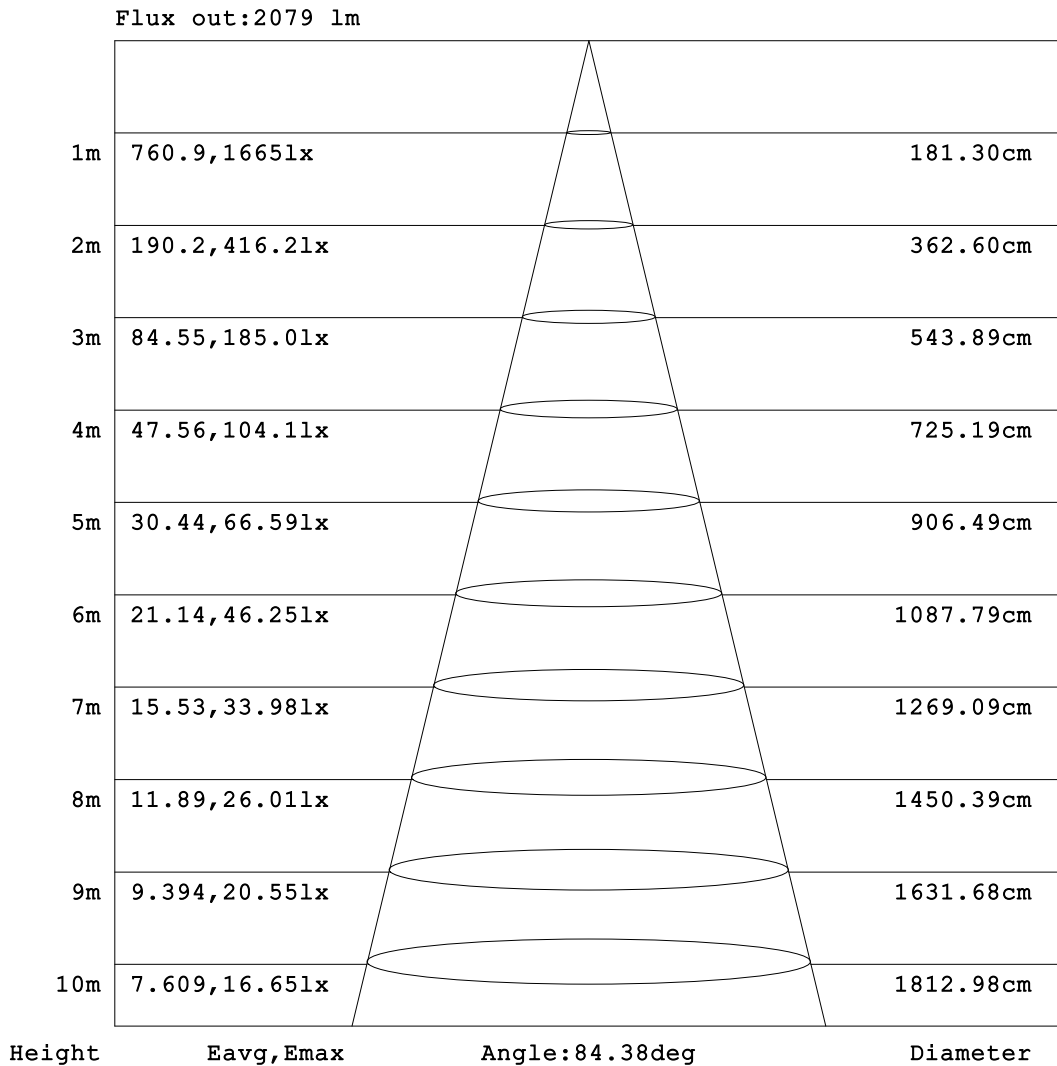 Flux out:2079 lm
1m 760.9,1665lx 181.30cm
2m 190.2,416.2lx 362.60cm
3m 84.55,185.0lx 543.89cm
4m 47.56,104.1lx 725.19cm
5m 30.44,66.59lx 906.49cm
6m 21.14,46.25lx 1087.79cm
7m 15.53,33.98lx 1269.09cm
8m 11.89,26.01lx 1450.39cm
9m 9.394,20.55lx 1631.68cm
10m 7.609,16.65lx 1812.98cm
Height Eavg,Emax Angle:84.38deg Diameter